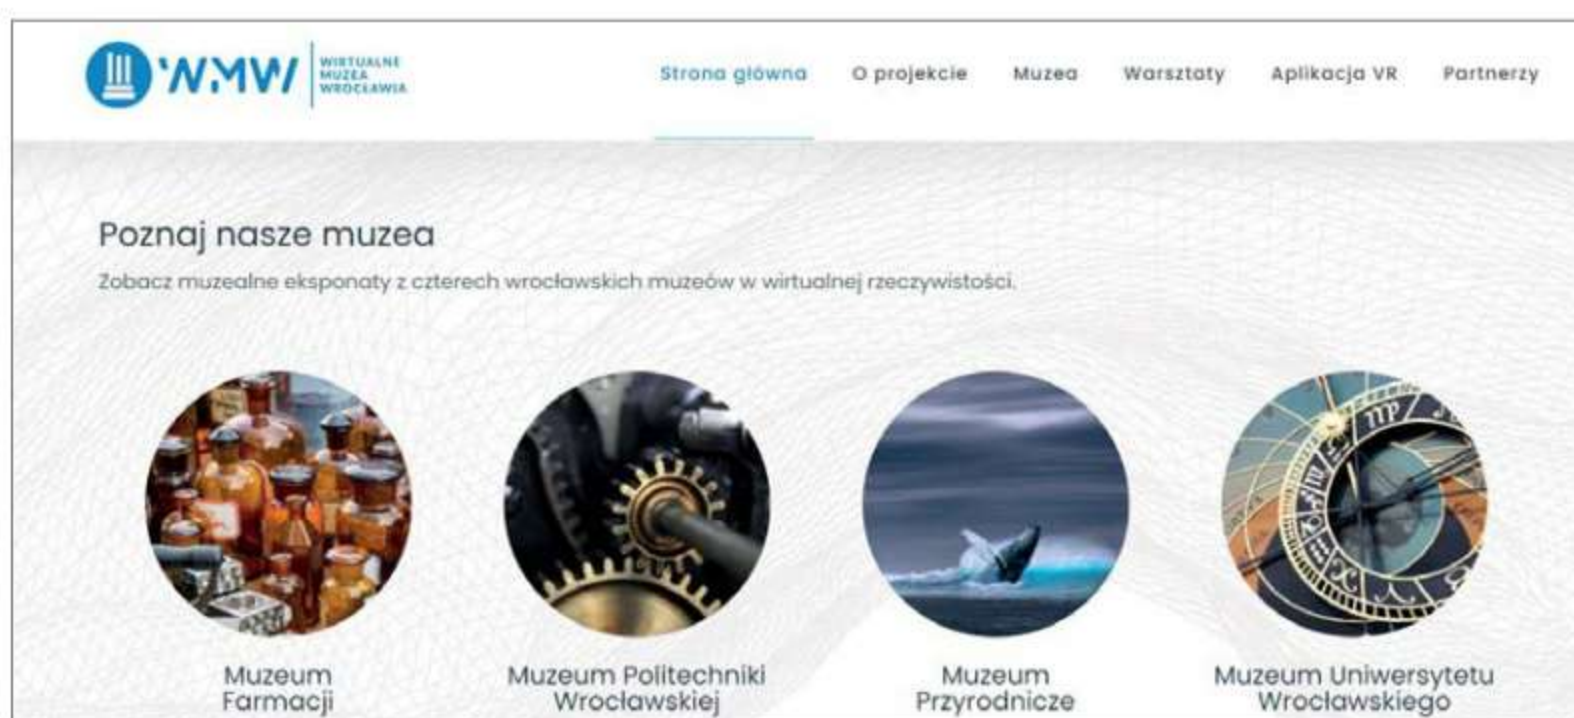 WMW
WIRTUALNE
MUZEA
WROCŁAWIA
Strona główna O projekcie Muzea Warsztaty Aplikacja VR Partnerzy
Poznaj nasze muzea
Zobacz muzealne eksponaty z czterech wrocławskich muzeów w wirtualnej rzeczywistości.
Muzeum
Farmacji
Muzeum Politechniki
Wrocławskiej
Muzeum
Przyrodnicze
Muzeum Uniwersytetu
Wrocławskiego